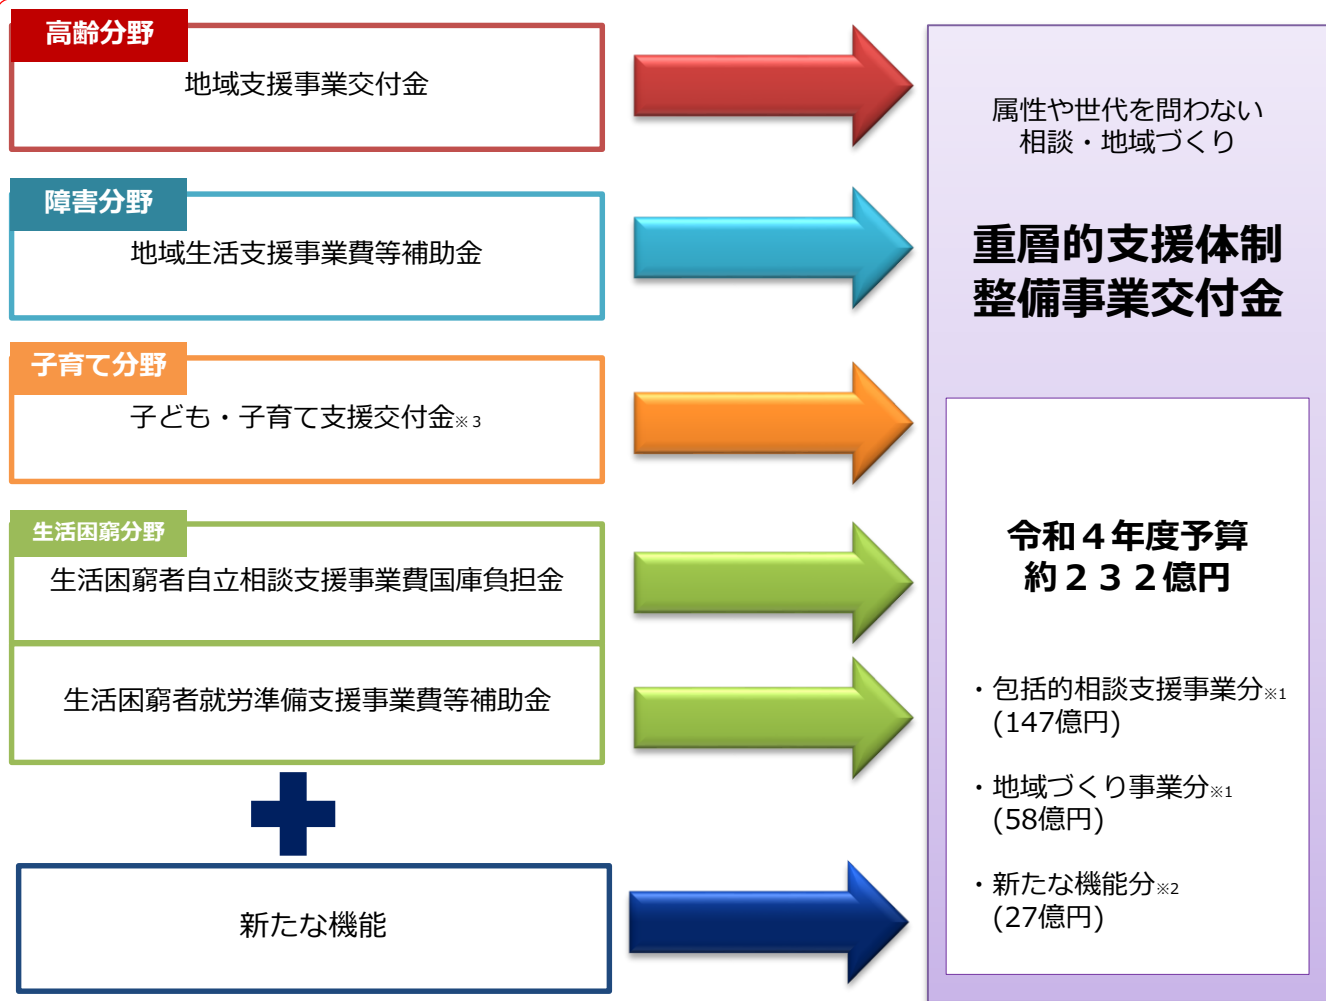 高齢分野
地域支援事業交付金
障害分野
地域生活支援事業費等補助金
子育て分野
子ども・子育て支援交付金※3
生活困窮分野
生活困窮者自立相談支援事業費国庫負担金
生活困窮者就労準備支援事業費等補助金
新たな機能
属性や世代を問わない
相談・地域づくり
重層的支援体制
整備事業交付金
令和４年度予算
約２３２億円
・包括的相談支援事業分※1
(147億円)
・地域づくり事業分※1
(58億円)
・新たな機能分※2
(27億円)